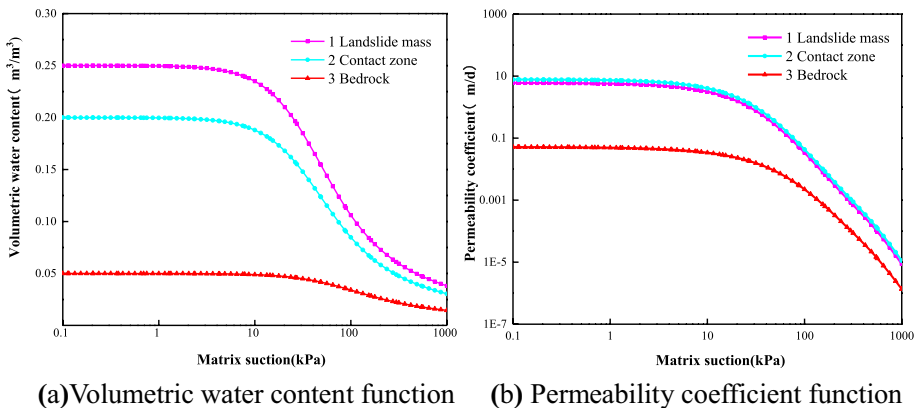 0.30
0.25
0.20
0.15
0.10
0.05
Volumetric water content( m³/m³)
1 Landslide mass
2 Contact zone
3 Bedrock
0.1
1
10
100
1000
Matrix suction(kPa)
(a)Volumetric water content function
1000
10
0.1
0.001
1E-5
1E-7
Permeability coefficient( m/d)
1 Landslide mass
2 Contact zone
3 Bedrock
0.1
1
10
100
1000
Matrix suction(kPa)
(b) Permeability coefficient function